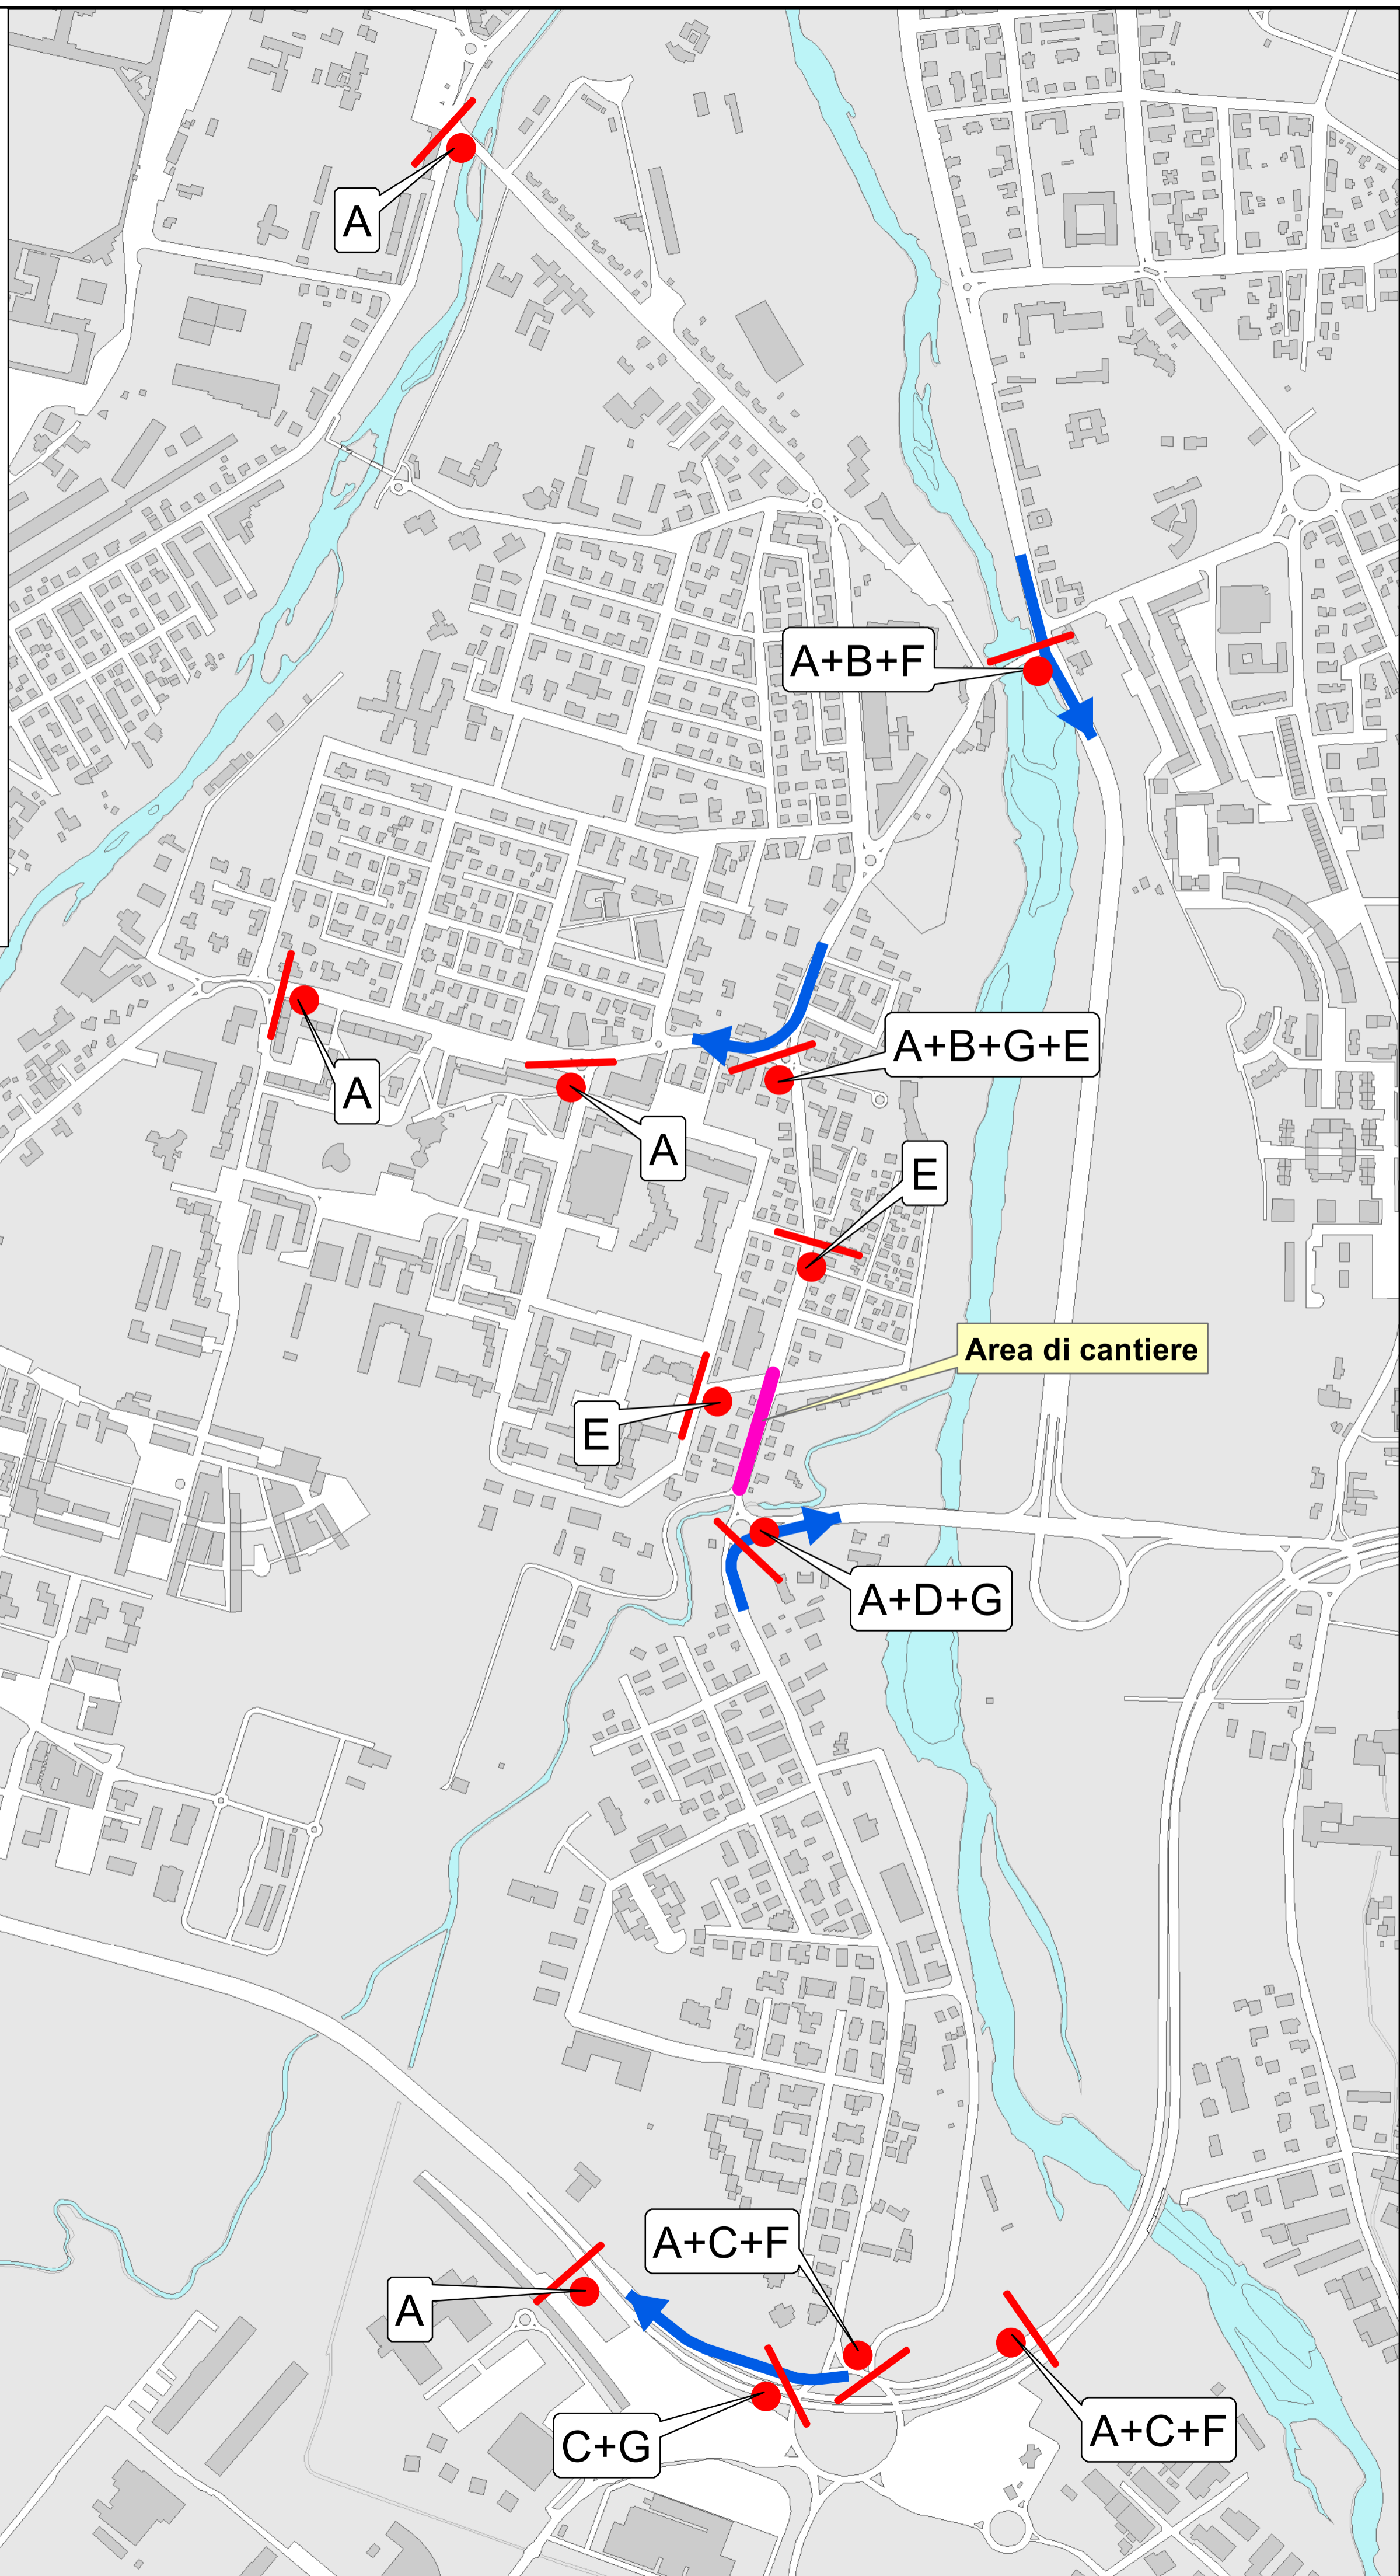 A
A+B+F
A+B+G+E
A
A
E
Area di cantiere
E
A+D+G
A+C+F
A
A+C+F
C+G